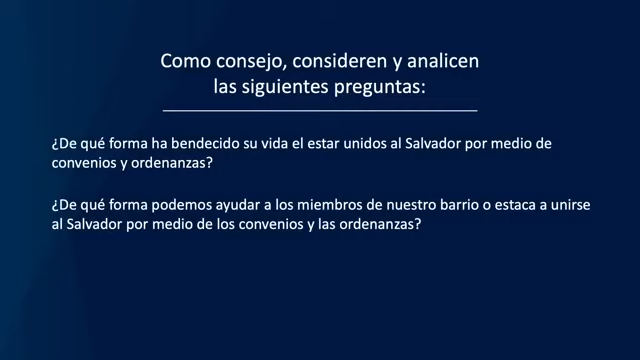 Como consejo, consideren y analicen
las siguientes preguntas:
¿De qué forma ha bendecido su vida el estar unidos al Salvador por medio de
convenios y ordenanzas?
¿De qué forma podemos ayudar a los miembros de nuestro barrio o estaca a unirse
al Salvador por medio de los convenios y las ordenanzas?